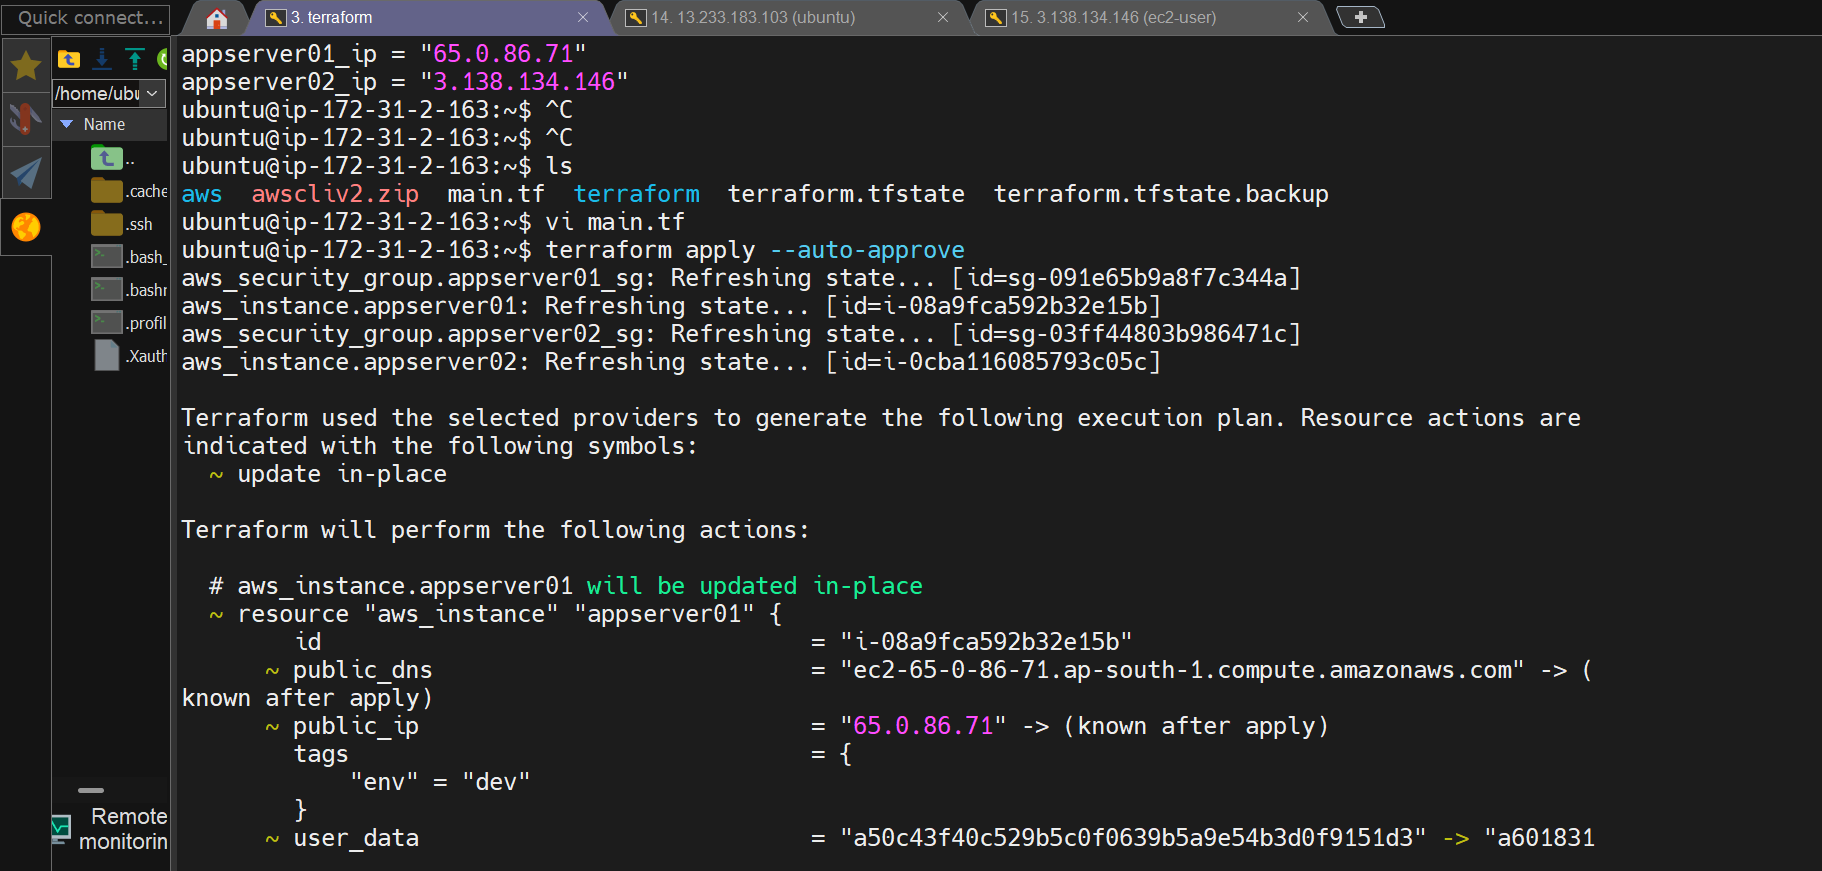 Quick connect...
3. terraform
14. 13.233.183.103 (ubuntu)
15. 3.138.134.146 (ec2-user)
/home/ubu
Name
..
.cache
.ssh
.bash_
.bashr
.profil
.Xauth
Remote
monitorin
appserver01_ip = "65.0.86.71"
appserver02_ip = "3.138.134.146"
ubuntu@ip-172-31-2-163:~$ ^C
ubuntu@ip-172-31-2-163:~$ ^C
ubuntu@ip-172-31-2-163:~$ ls
aws  awscliv2.zip  main.tf  terraform  terraform.tfstate  terraform.tfstate.backup
ubuntu@ip-172-31-2-163:~$ vi main.tf
ubuntu@ip-172-31-2-163:~$ terraform apply --auto-approve
aws_security_group.appserver01_sg: Refreshing state... [id=sg-091e65b9a8f7c344a]
aws_instance.appserver01: Refreshing state... [id=i-08a9fca592b32e15b]
aws_security_group.appserver02_sg: Refreshing state... [id=sg-03ff44803b986471c]
aws_instance.appserver02: Refreshing state... [id=i-0cba116085793c05c]
Terraform used the selected providers to generate the following execution plan. Resource actions are
indicated with the following symbols:
  ~ update in-place
Terraform will perform the following actions:
  # aws_instance.appserver01 will be updated in-place
  ~ resource "aws_instance" "appserver01" {
        id                                   = "i-08a9fca592b32e15b"
      ~ public_dns                           = "ec2-65-0-86-71.ap-south-1.compute.amazonaws.com" -> (
known after apply)
      ~ public_ip                            = "65.0.86.71" -> (known after apply)
        tags                                 = {
            "env" = "dev"
        }
      ~ user_data                            = "a50c43f40c529b5c0f0639b5a9e54b3d0f9151d3" -> "a601831